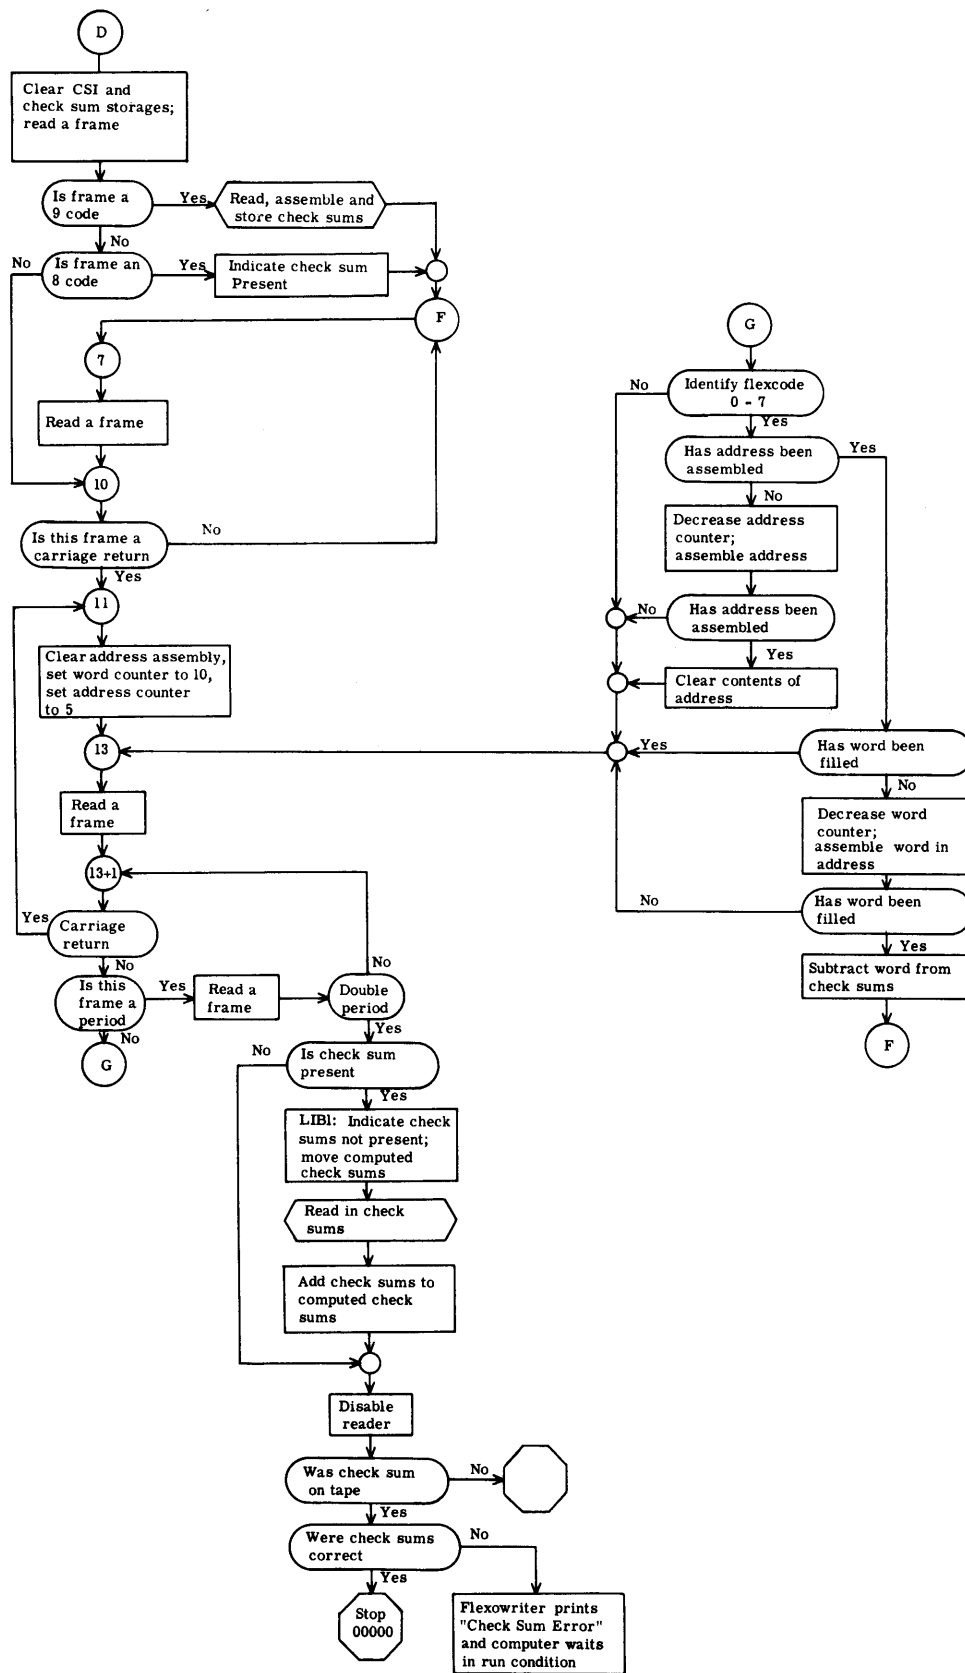 D
Clear CSI and
check sum storages;
read a frame
Is frame a
9 code
Yes
Read, assemble and
store check sums
No
No
Is frame an
8 code
Yes
Indicate check sum
Present
F
7
Read a frame
10
Is this frame a
carriage return
No
Yes
11
Clear address assembly,
set word counter to 10,
set address counter
to 5
13
Read a
frame
13+1
Yes
Carriage
return
No
Is this
frame a
period
Yes
Read a
frame
No
Double
period
Yes
No
G
No
Is check sum
present
Yes
LIB1: Indicate check
sums not present;
move computed
check sums
Read in check
sums
Add check sums to
computed check
sums
Disable
reader
Was check sum
on tape
No
Yes
Were check sums
correct
No
Yes
Stop
00000
Flexowriter prints
"Check Sum Error"
and computer waits
in run condition
G
No
Identify flexcode
0 - 7
Yes
Has address been
assembled
Yes
No
Decrease address
counter;
assemble address
No
Has address been
assembled
Yes
Clear contents of
address
Yes
Has word been
filled
No
Decrease word
counter;
assemble word in
address
No
Has word been
filled
Yes
Subtract word from
check sums
F